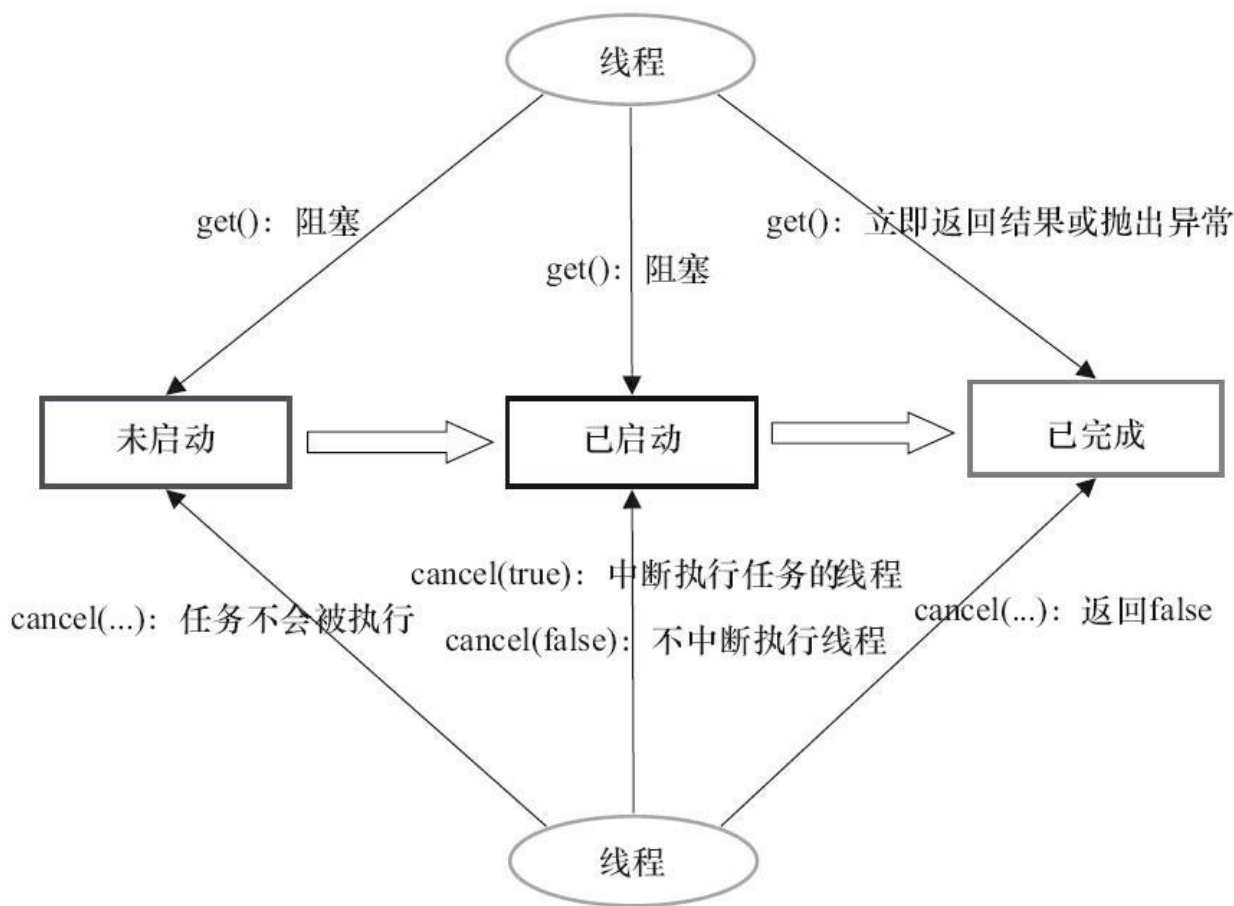 线程
get()：阻塞
get()：立即返回结果或抛出异常
get()：阻塞
未启动
已启动
已完成
cancel(true)：中断执行任务的线程
cancel(...)：任务不会被执行
cancel(...)：返回false
cancel(false)：不中断执行线程
线程